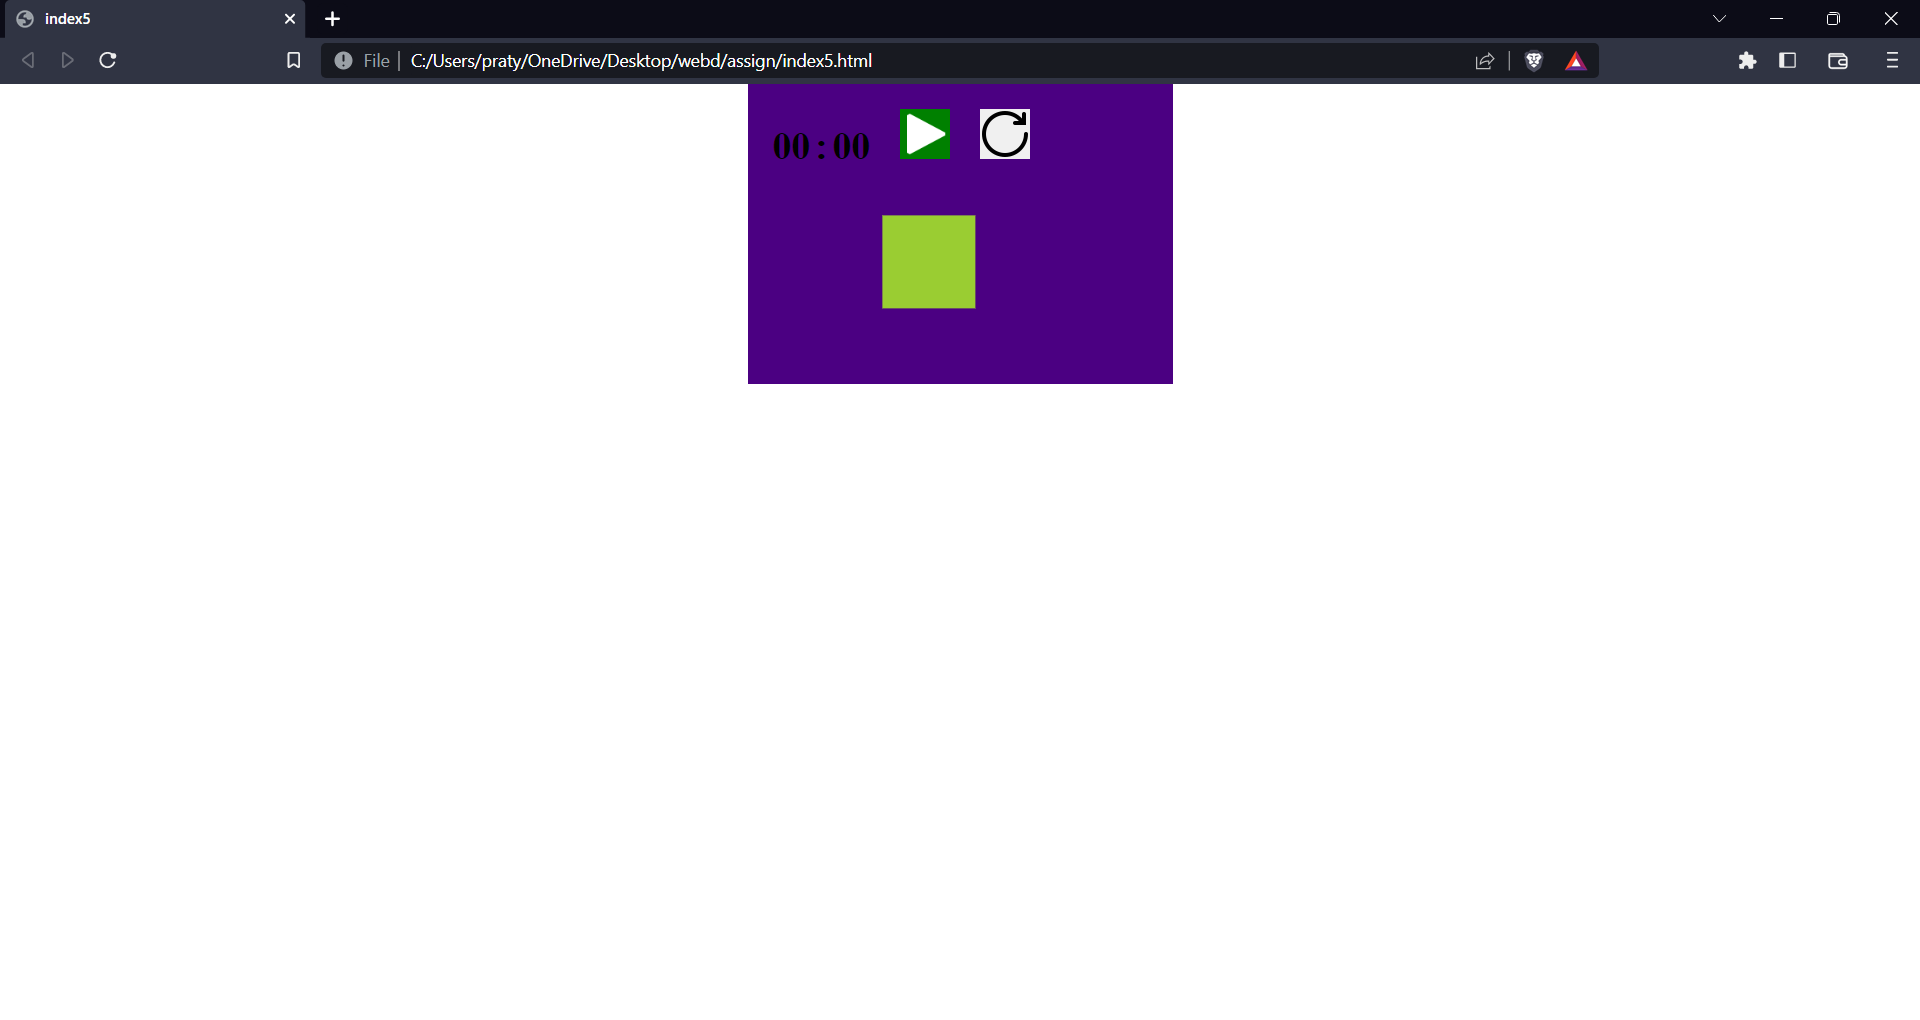 index5
File | C:/Users/praty/OneDrive/Desktop/webd/assign/index5.html
00:00